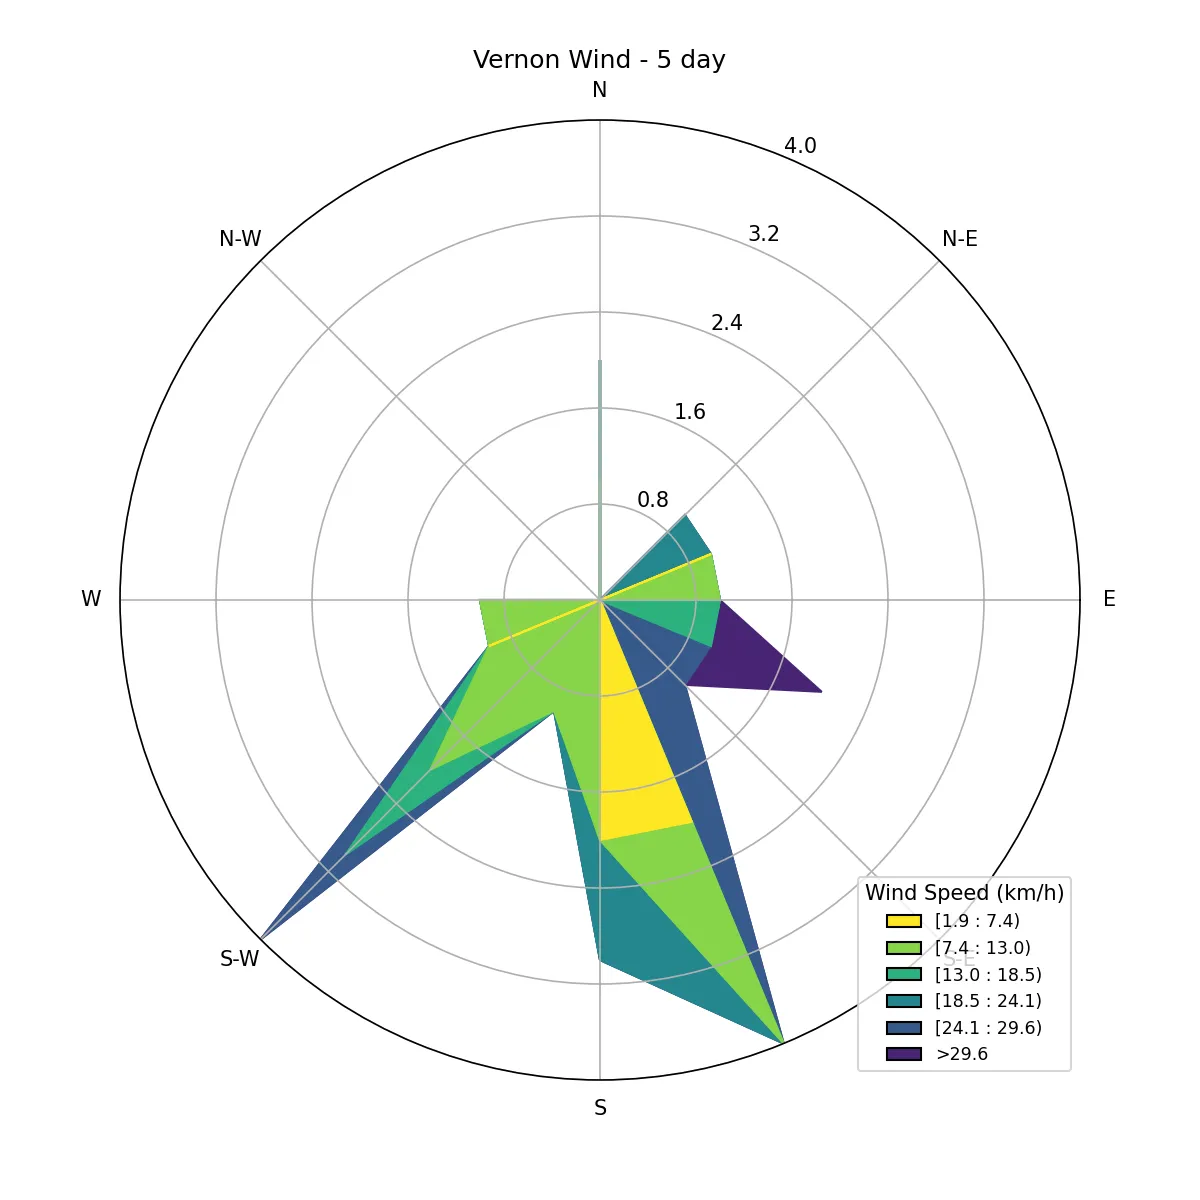 Vernon Wind - 5 day
N
4.0
N-W
3.2
N-E
2.4
1.6
0.8
W
E
Wind Speed (km/h)
[1.9 : 7.4)
[7.4 : 13.0)
S-W
S-E
[13.0 : 18.5)
[18.5 : 24.1)
[24.1 : 29.6)
>29.6
S